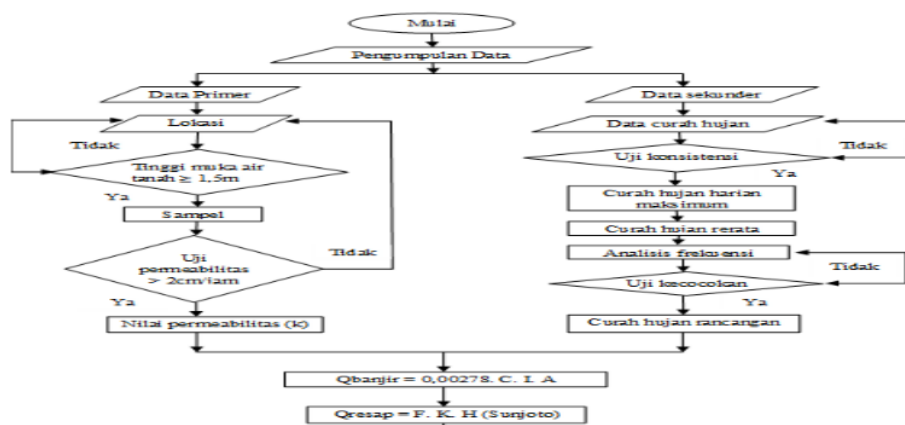 Mulai
Pengumpulan Data
Data Primer
Lokasi
Tidak
Tinggi muka air
tanah ≥ 1,5m
Ya
Sampel
Uji
permeabilitas
> 2cm/jam
Tidak
Ya
Nilai permeabilitas (k)
Data sekunder
Data curah hujan
Uji konsistensi
Tidak
Ya
Curah hujan harian
maksimum
Curah hujan rerata
Analisis frekuensi
Tidak
Uji kecocokan
Ya
Curah hujan rancangan
Qbanjir = 0,00278. C. I. A
Qresap = F. K. H (Sunjoto)